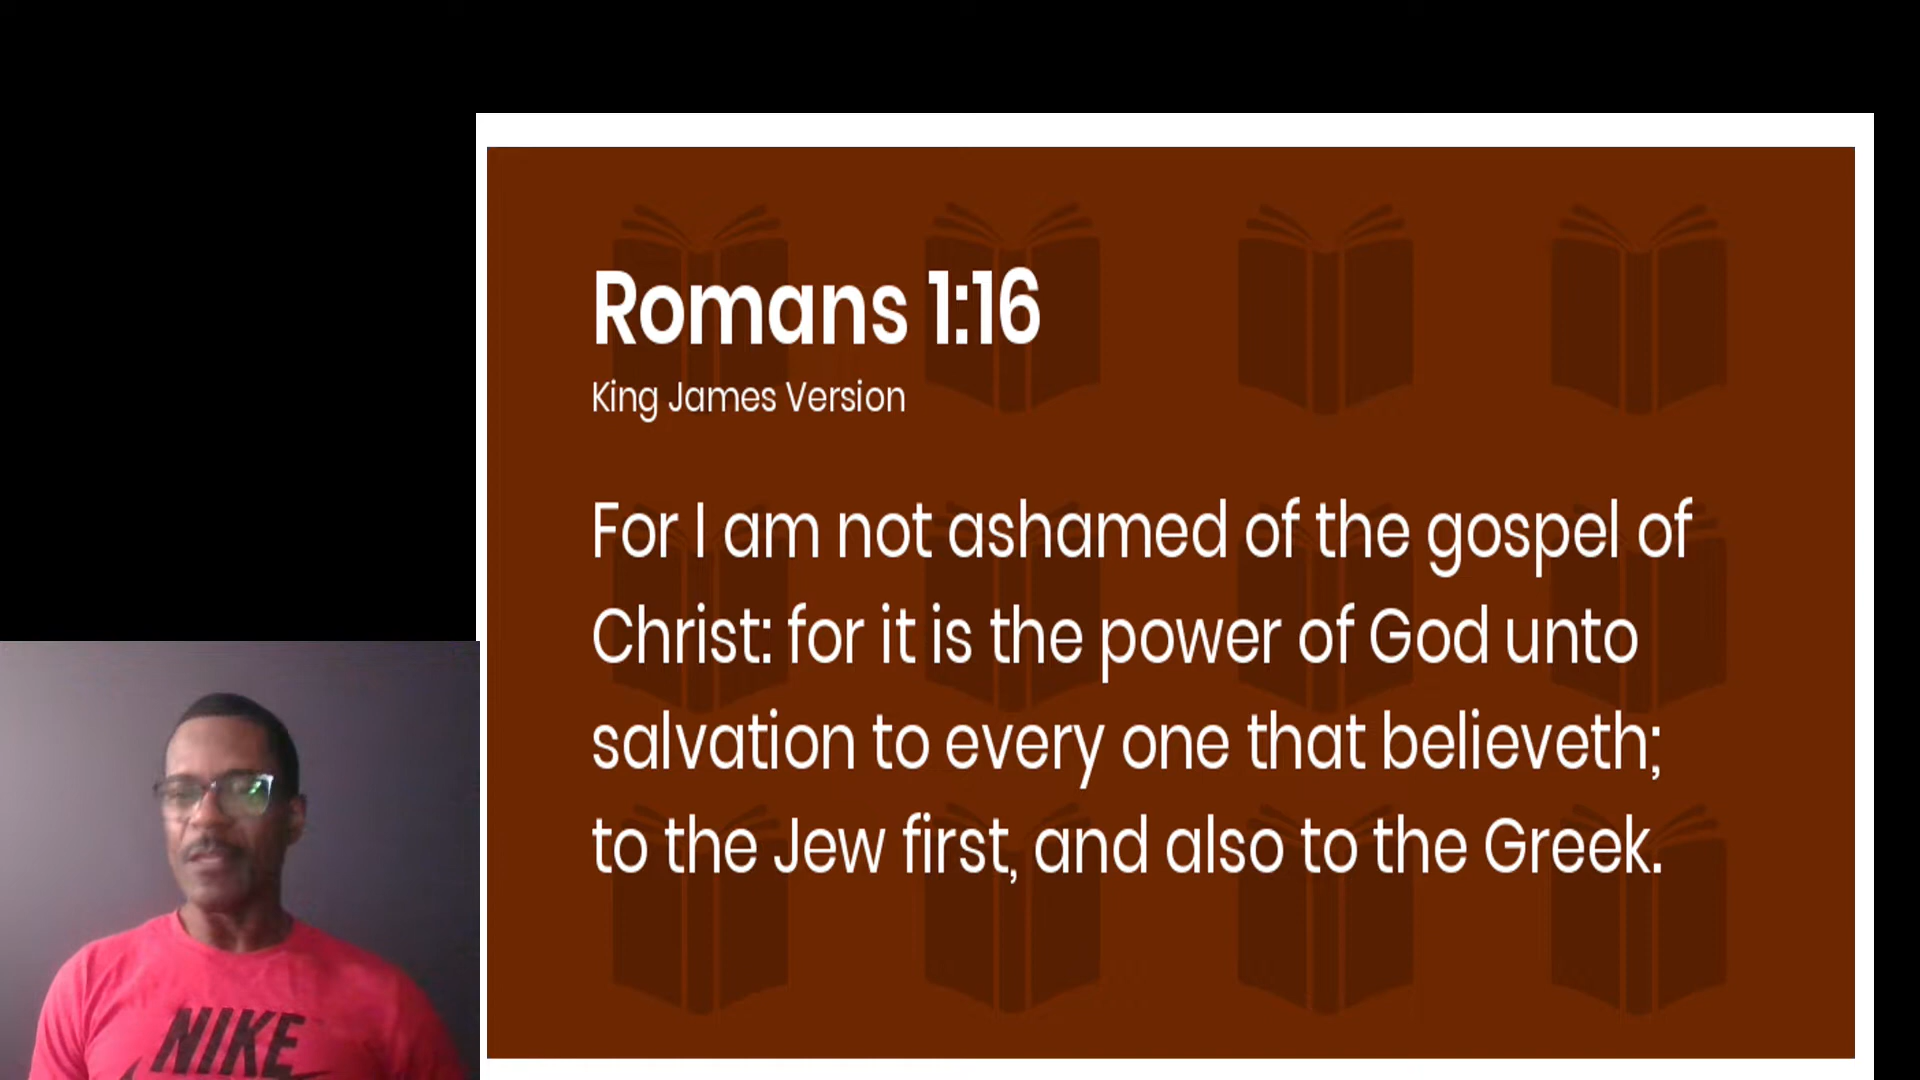 Romans 1:16
King James Version
For I am not ashamed of the gospel of
Christ: for it is the power of God unto
salvation to every one that believeth;
to the Jew first, and also to the Greek.
NIKE